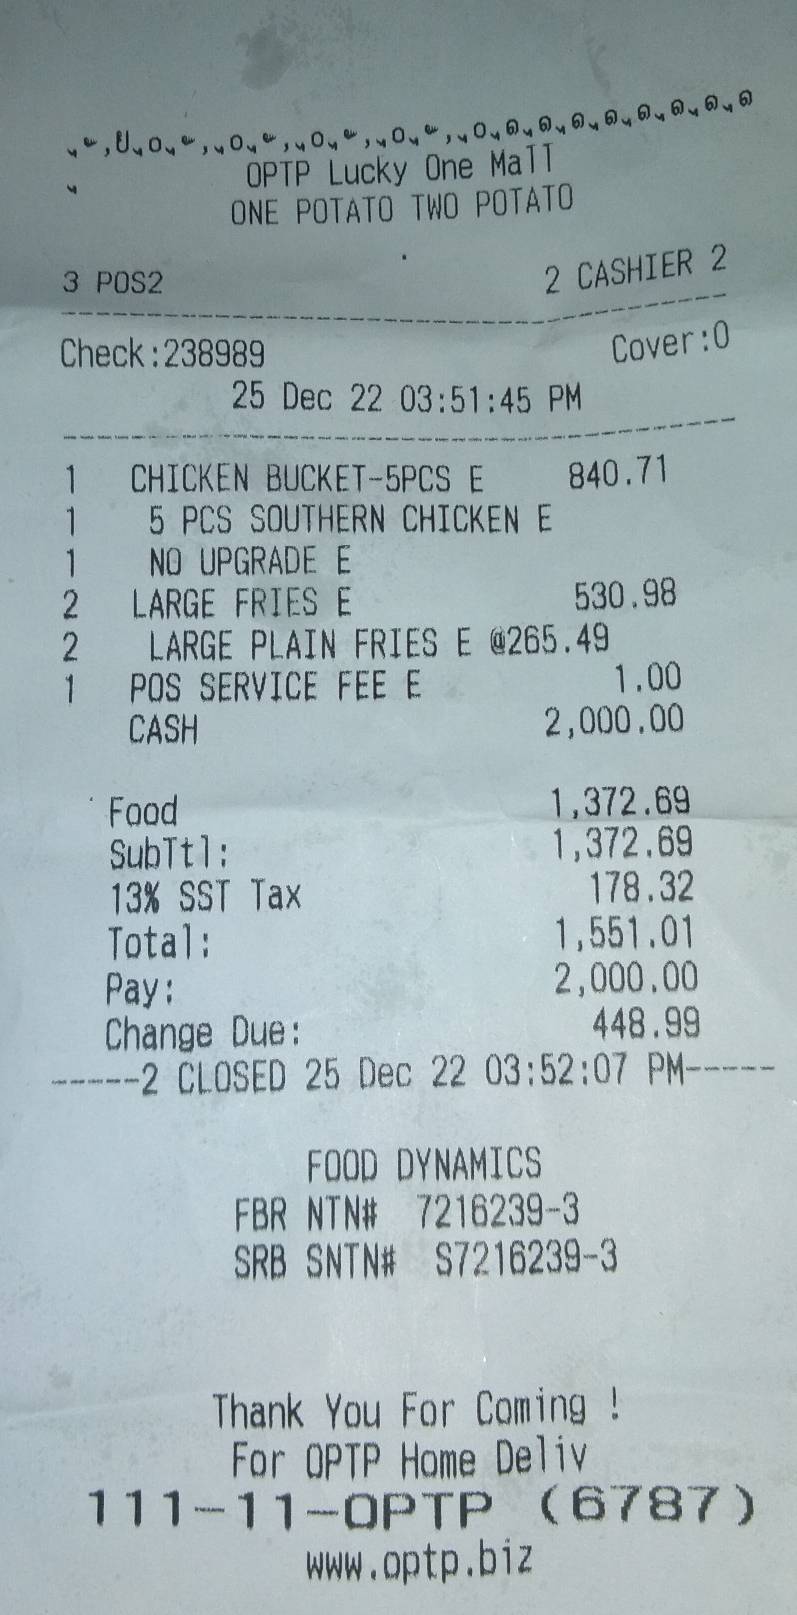 OPTP Lucky One Mall
ONE POTATO TWO POTATO
3 POS2 2 CASHIER 2
Check:238989 Cover:0
25 Dec 22 03:51:45 PM
1 CHICKEN BUCKET-5PCS E 840.71
1 5 PCS SOUTHERN CHICKEN E
1 NO UPGRADE E
2 LARGE FRIES E 530.98
2 LARGE PLAIN FRIES E @265.49
1 POS SERVICE FEE E 1.00
CASH 2,000.00
Food 1,372.69
SubTtl: 1,372.69
13% SST Tax 178.32
Total: 1,551.01
Pay: 2,000.00
Change Due: 448.99
-----2 CLOSED 25 Dec 22 03:52:07 PM-----
FOOD DYNAMICS
FBR NTN# 7216239-3
SRB SNTN# S7216239-3
Thank You For Coming !
For OPTP Home Deliv
111-11-OPTP (6787)
www.optp.biz